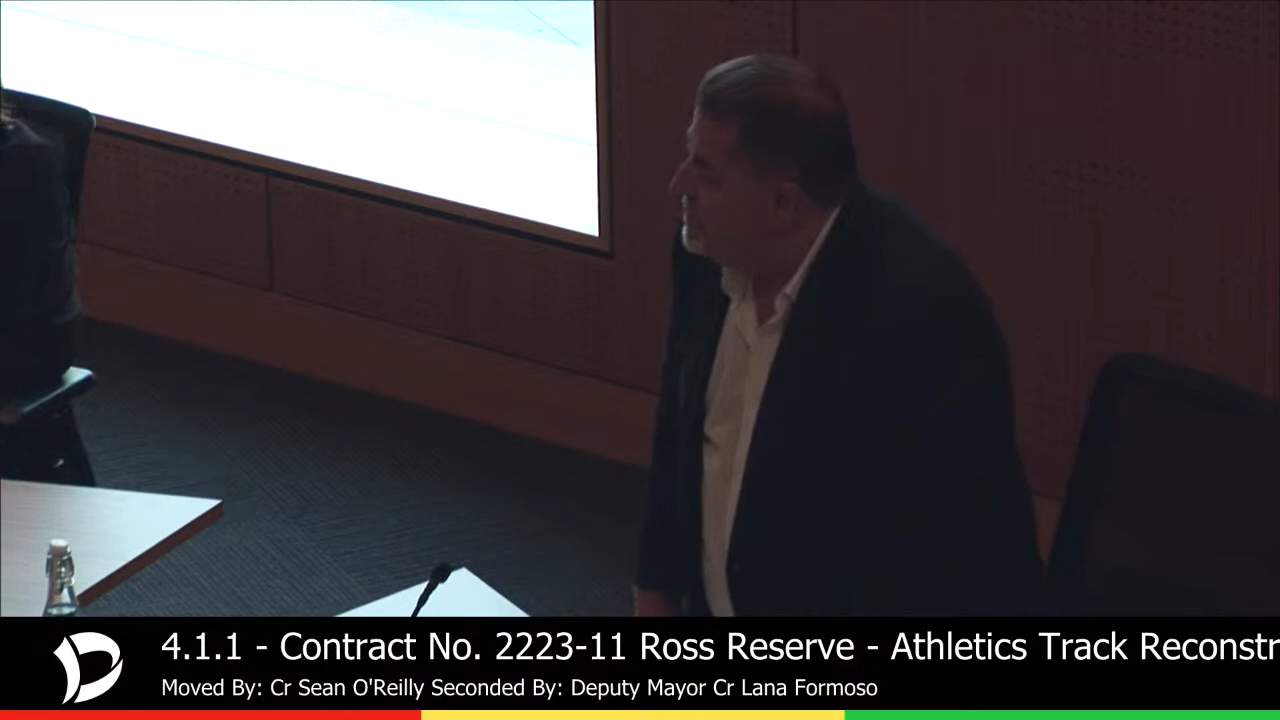 4.1.1 - Contract No. 2223-11 Ross Reserve - Athletics Track Reconstr
Moved By: Cr Sean O'Reilly Seconded By: Deputy Mayor Cr Lana Formoso